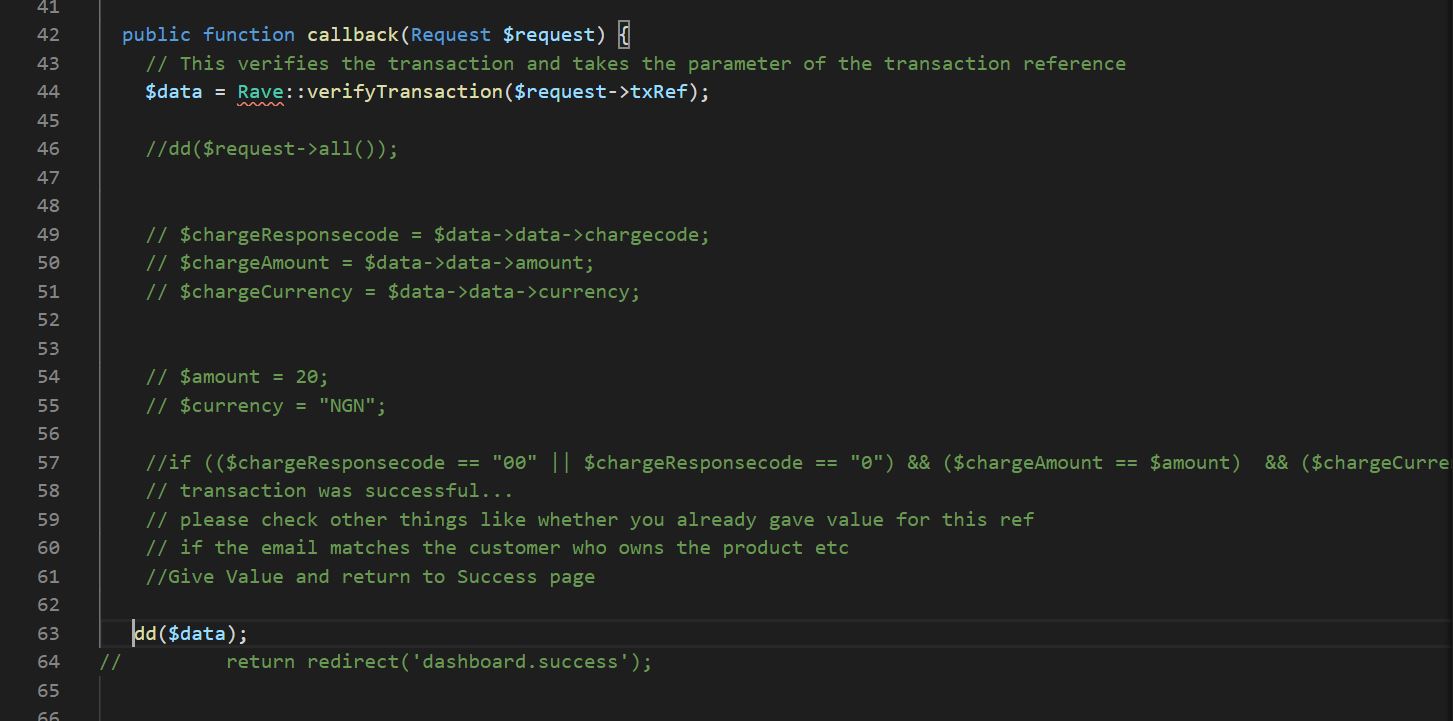 41
42 public function callback(Request $request) {
43 // This verifies the transaction and takes the parameter of the transaction reference
44 $data = Rave::verifyTransaction($request->txRef);
45
46 //dd($request->all());
47
48
49 // $chargeResponsecode = $data->data->chargecode;
50 // $chargeAmount = $data->data->amount;
51 // $chargeCurrency = $data->data->currency;
52
53
54 // $amount = 20;
55 // $currency = "NGN";
56
57 //if (($chargeResponsecode == "00" || $chargeResponsecode == "0") && ($chargeAmount == $amount)  && ($chargeCurre
58 // transaction was successful...
59 // please check other things like whether you already gave value for this ref
60 // if the email matches the customer who owns the product etc
61 //Give Value and return to Success page
62
63 dd($data);
64 //         return redirect('dashboard.success');
65
66